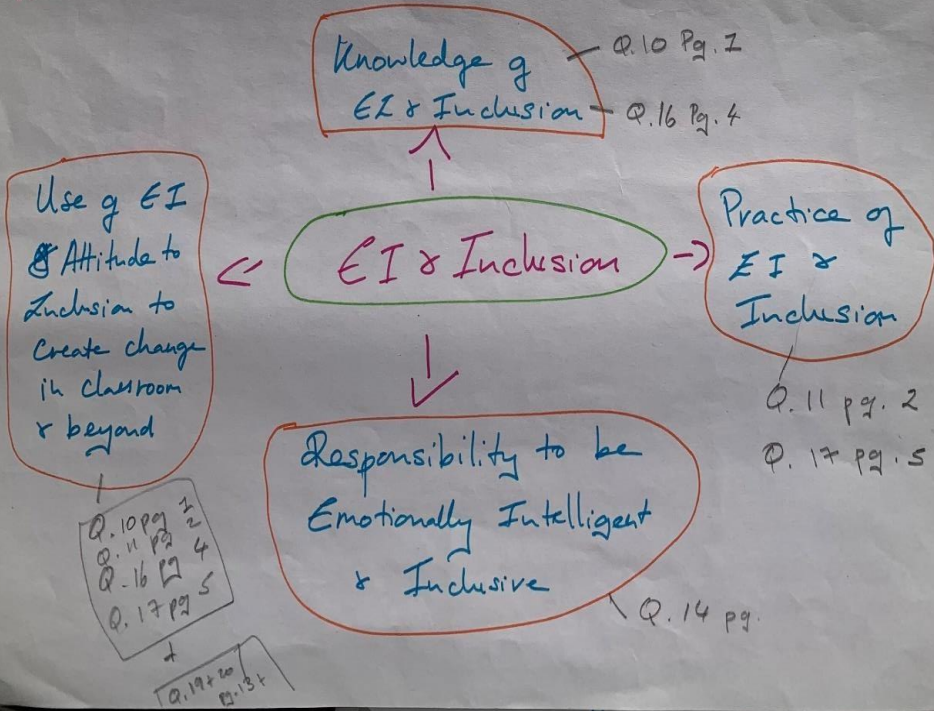 Knowledge of
EI & Inclusion
Q.10 Pg. 1
Q.16 Pg. 4
Use of EI
& Attitude to
Inclusion to
Create change
in classroom
& beyond
EI & Inclusion
Practice of
EI &
Inclusion
Q.11 pg. 2
Q.17 pg. 5
Responsibility to be
Emotionally Intelligent
& Inclusive
Q.14 pg.
Q.10 pg 1
Q.11 pg 2
Q.16 pg 4
Q.17 pg 5
+
Q.19+20
pg.13+